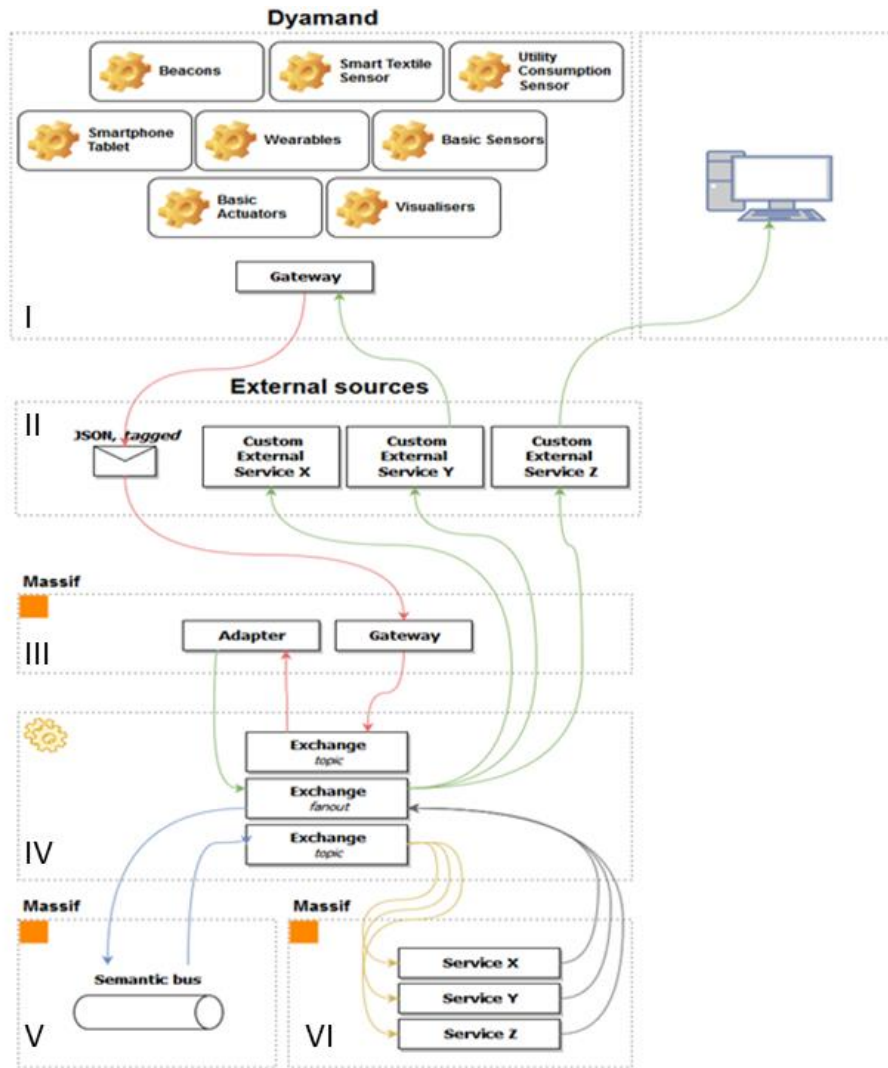 Dyamand
Beacons
Smart Textile
Sensor
Utility
Consumption
Sensor
Smartphone
Tablet
Wearables
Basic Sensors
Basic
Actuators
Visualisers
Gateway
I
External sources
II
JSON, tagged
Custom
External
Service X
Custom
External
Service Y
Custom
External
Service Z
Massif
Adapter
Gateway
III
Exchange
topic
Exchange
fanout
Exchange
topic
IV
Massif
Semantic bus
V
Massif
Service X
Service Y
Service Z
VI